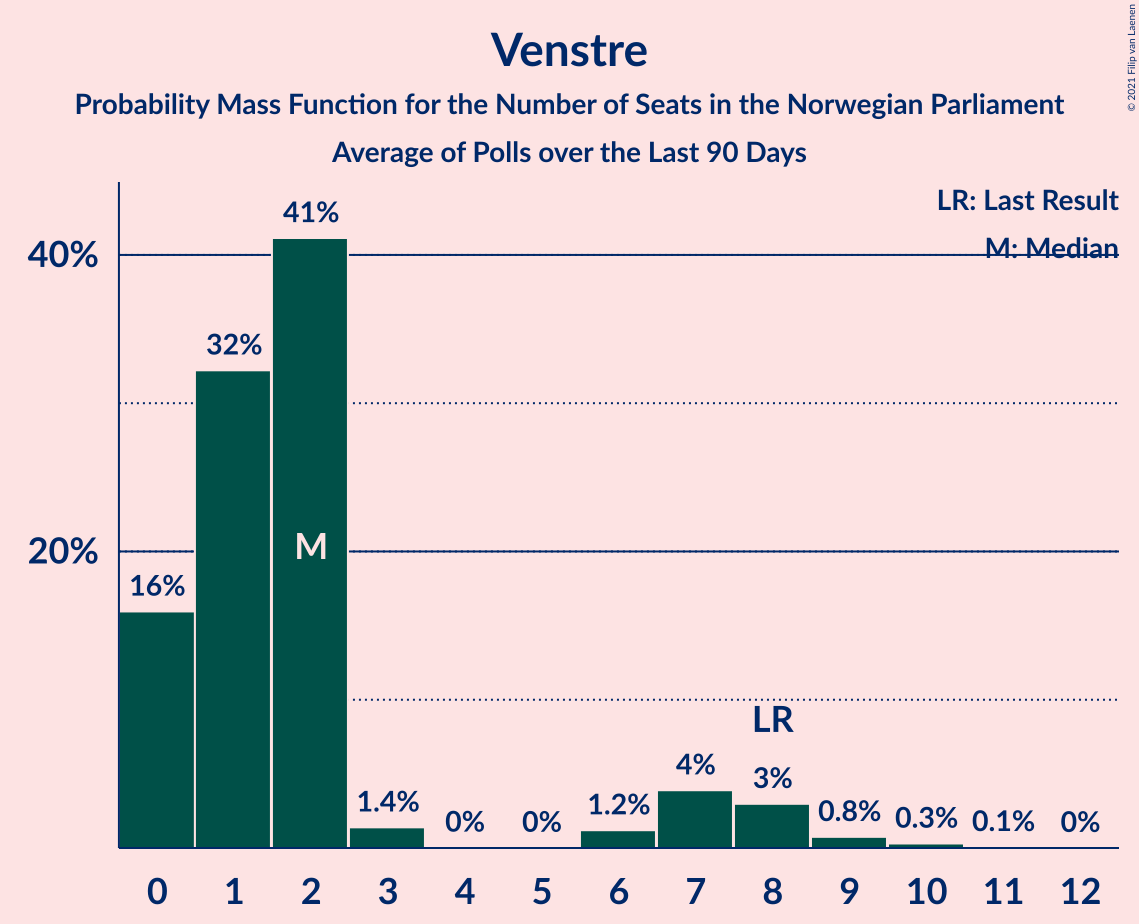 © 2021 Filip van Laenen
Venstre
Probability Mass Function for the Number of Seats in the Norwegian Parliament
Average of Polls over the Last 90 Days
LR: Last Result
M: Median
41%
40%
32%
M
20%
16%
LR
4%
3%
1.4%
0%
0%
1.2%
0.8%
0.3%
0.1%
0%
0 1 2 3 4 5 6 7 8 9 10 11 12